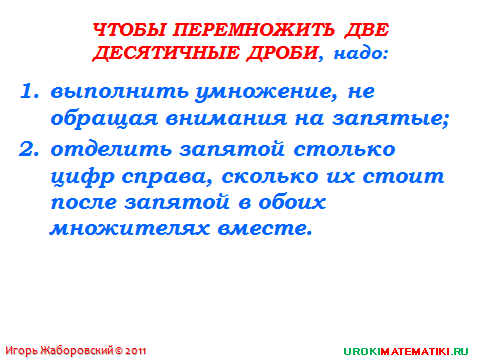 ЧТОБЫ ПЕРЕМНОЖИТЬ ДВЕ
ДЕСЯТИЧНЫЕ ДРОБИ, надо:
1. выполнить умножение, не
обращая внимания на запятые;
2. отделить запятой столько
цифр справа, сколько их стоит
после запятой в обоих
множителях вместе.
Игорь Жаборовский © 2011
UROKIMATEMATIKI.RU